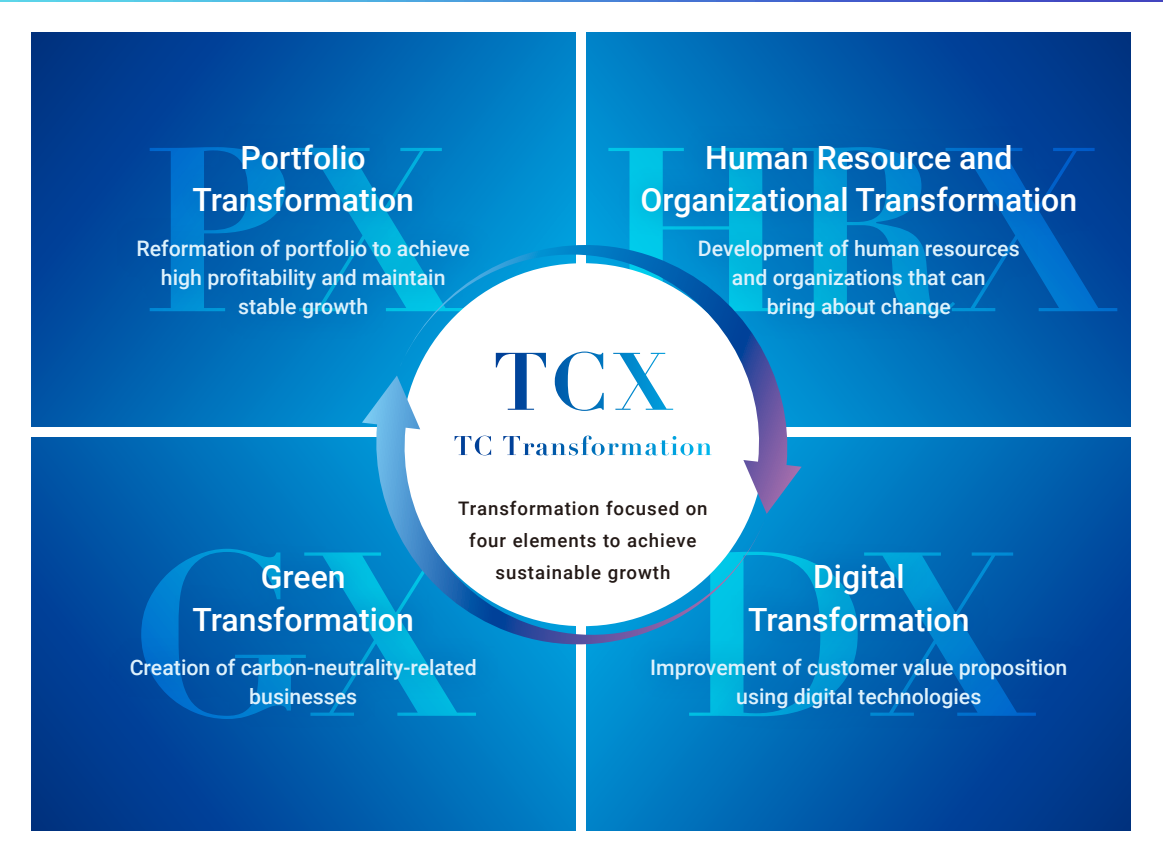 PX
Portfolio
Transformation
Reformation of portfolio to achieve
high profitability and maintain
stable growth
HRX
Human Resource and
Organizational Transformation
Development of human resources
and organizations that can
bring about change
TCX
TC Transformation
Transformation focused on
four elements to achieve
sustainable growth
GX
Green
Transformation
Creation of carbon-neutrality-related
businesses
DX
Digital
Transformation
Improvement of customer value proposition
using digital technologies